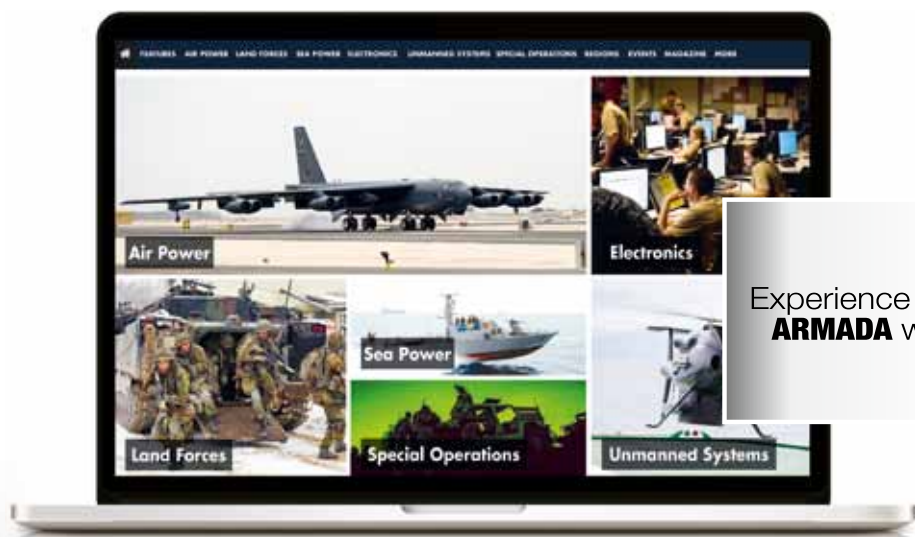 FEATURES AIR POWER LAND FORCES SEA POWER ELECTRONICS UNMANNED SYSTEMS SPECIAL OPERATIONS REGIONS EVENTS MAGAZINE MORE
Air Power
Electronics
Experience
ARMADA w
Sea Power
Land Forces
Special Operations
Unmanned Systems